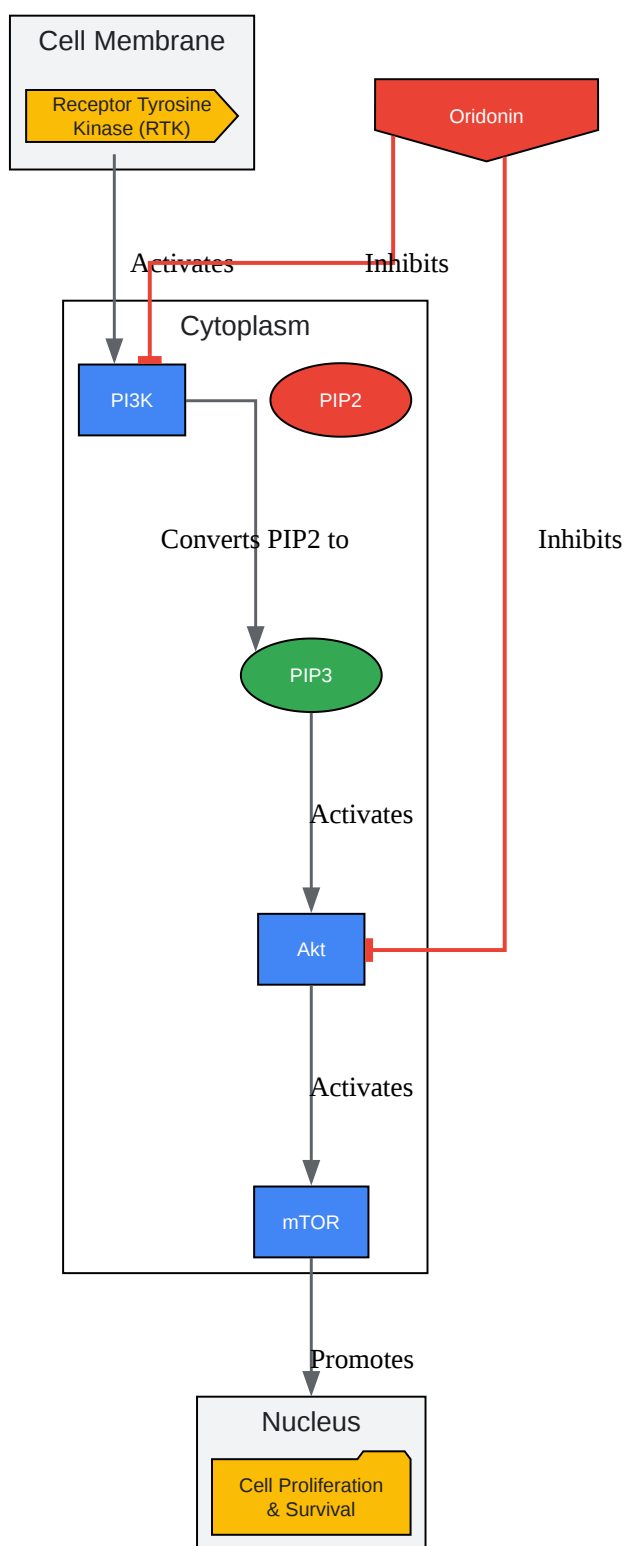 Cell Membrane
Receptor Tyrosine
Kinase (RTK)
Oridonin
Activates
Inhibits
Cytoplasm
PI3K
PIP2
Converts PIP2 to
Inhibits
PIP3
Activates
Akt
Activates
mTOR
Promotes
Nucleus
Cell Proliferation
& Survival